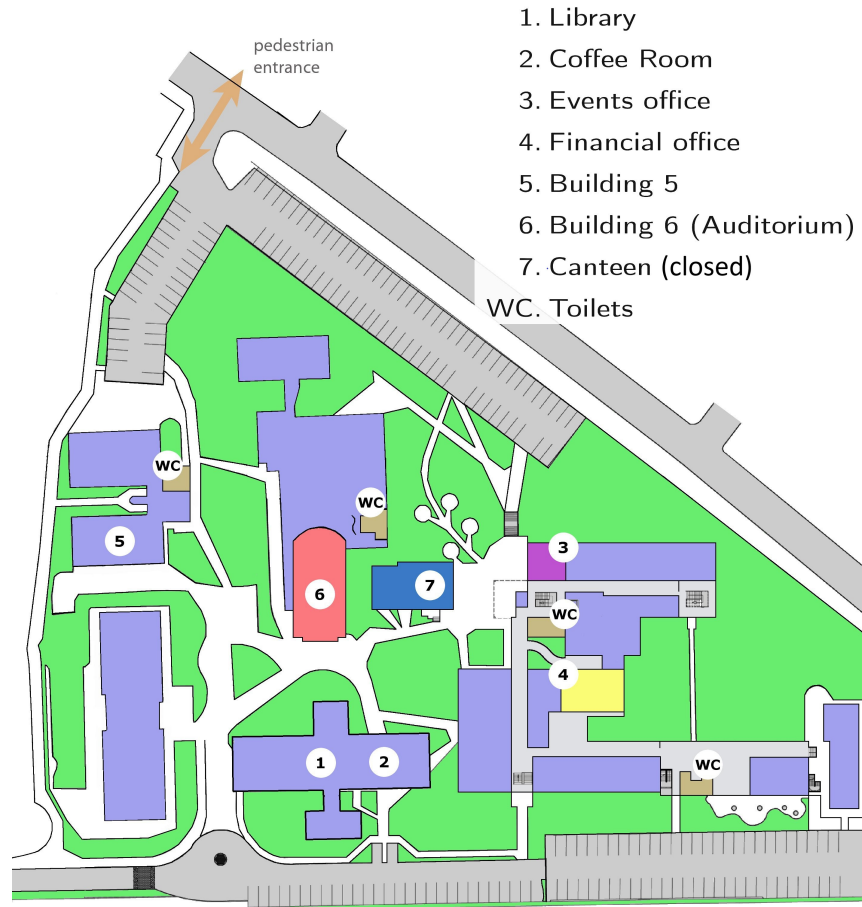 pedestrian
entrance
1. Library
2. Coffee Room
3. Events office
4. Financial office
5. Building 5
6. Building 6 (Auditorium)
7. Canteen (closed)
WC. Toilets
WC
WC
5
3
7
6
WC
4
1
2
WC